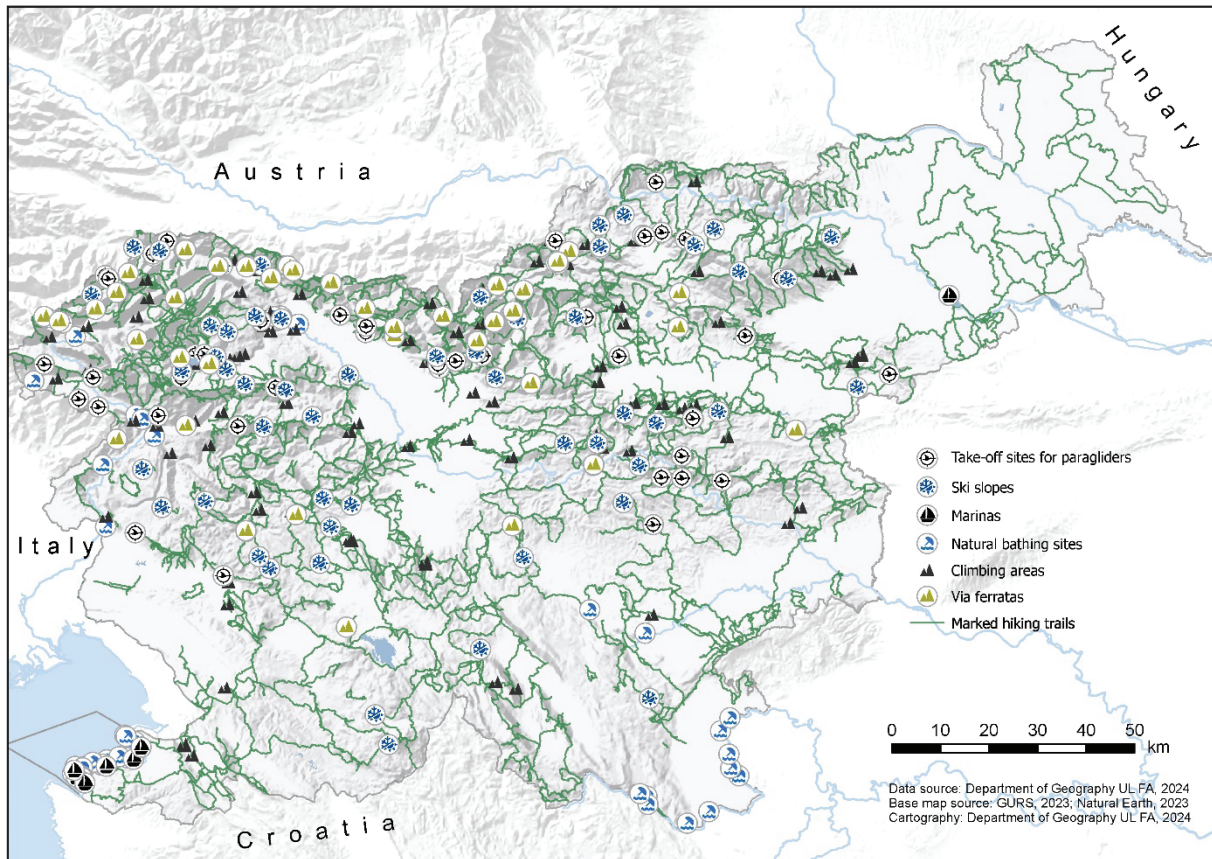 Hungary
Austria
Italy
Croatia
Take-off sites for paragliders
Ski slopes
Marinas
Natural bathing sites
Climbing areas
Via ferratas
Marked hiking trails
0 10 20 30 40 50
km
Data source: Department of Geography UL FA, 2024
Base map source: GURS, 2023; Natural Earth, 2023
Cartography: Department of Geography UL FA, 2024